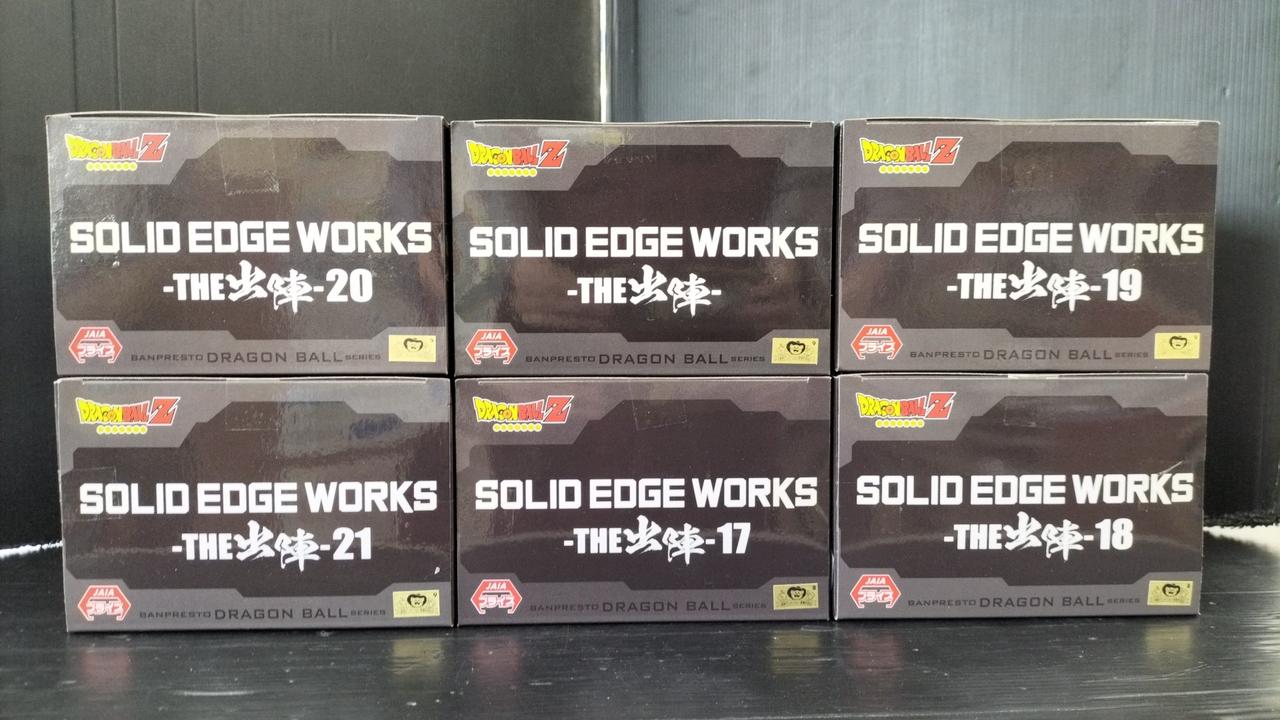 DRAGON BALL Z
SOLID EDGE WORKS
-THE出陣-20
JAIA
プライズ
BANPRESTO DRAGON BALL SERIES
DRAGON BALL Z
SOLID EDGE WORKS
-THE出陣-
JAIA
プライズ
BANPRESTO DRAGON BALL SERIES
DRAGON BALL Z
SOLID EDGE WORKS
-THE出陣-19
JAIA
プライズ
BANPRESTO DRAGON BALL SERIES
DRAGON BALL Z
SOLID EDGE WORKS
-THE出陣-21
JAIA
プライズ
BANPRESTO DRAGON BALL SERIES
DRAGON BALL Z
SOLID EDGE WORKS
-THE出陣-17
JAIA
プライズ
BANPRESTO DRAGON BALL SERIES
DRAGON BALL Z
SOLID EDGE WORKS
-THE出陣-18
JAIA
プライズ
BANPRESTO DRAGON BALL SERIES